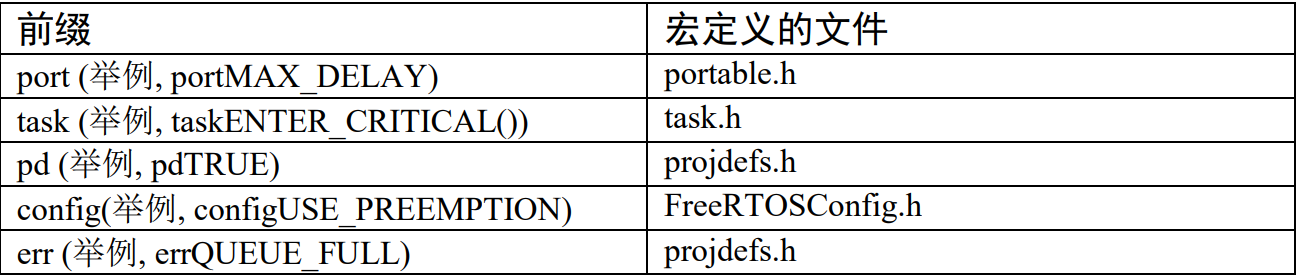 前缀 宏定义的文件
port (举例, portMAX_DELAY) portable.h
task (举例, taskENTER_CRITICAL()) task.h
pd (举例, pdTRUE) projdefs.h
config(举例, configUSE_PREEMPTION) FreeRTOSConfig.h
err (举例, errQUEUE_FULL) projdefs.h